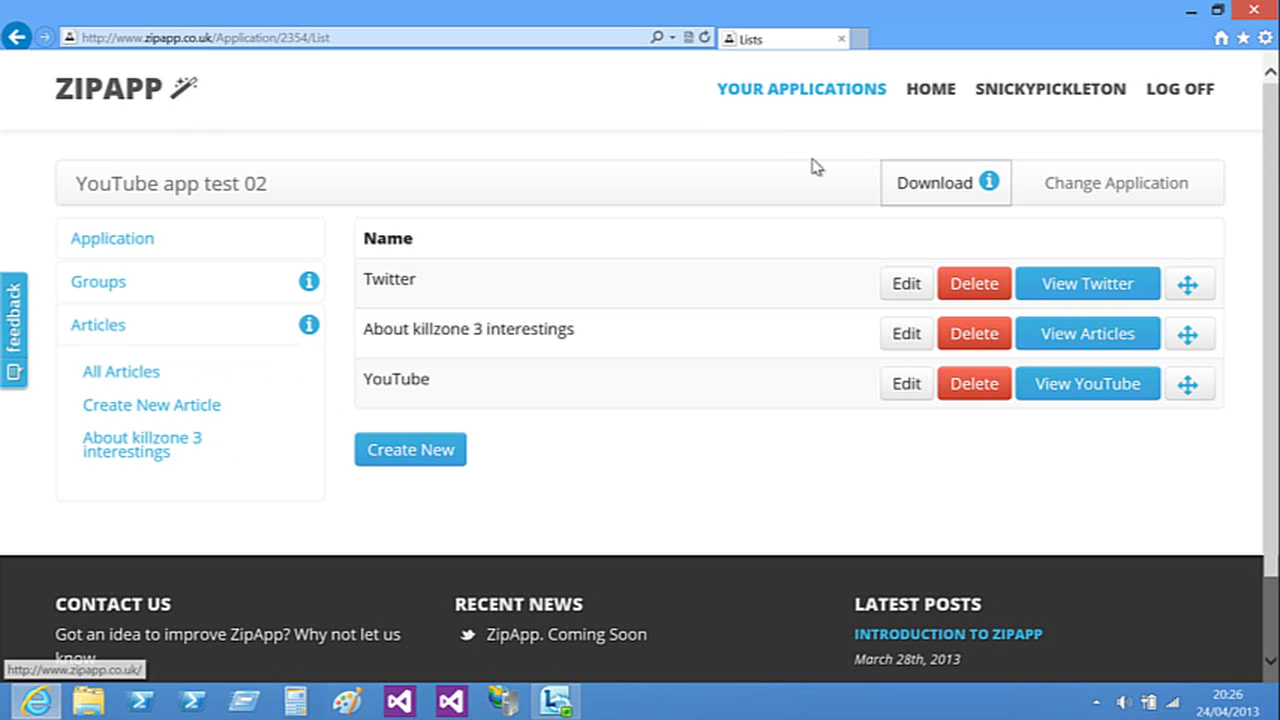 http://www.zipapp.co.uk/Application/2354/List
Lists
ZIPAPP
YOUR APPLICATIONS
HOME
SNICKYPICKLETON
LOG OFF
YouTube app test 02
Download
Change Application
Application
Groups
Articles
All Articles
Create New Article
About killzone 3
interestings
feedback
Name
Twitter
Edit
Delete
View Twitter
About killzone 3 interestings
Edit
Delete
View Articles
YouTube
Edit
Delete
View YouTube
Create New
CONTACT US
Got an idea to improve ZipApp? Why not let us
know
RECENT NEWS
ZipApp. Coming Soon
LATEST POSTS
INTRODUCTION TO ZIPAPP
March 28th, 2013
http://www.zipapp.co.uk/
20:26
24/04/2013